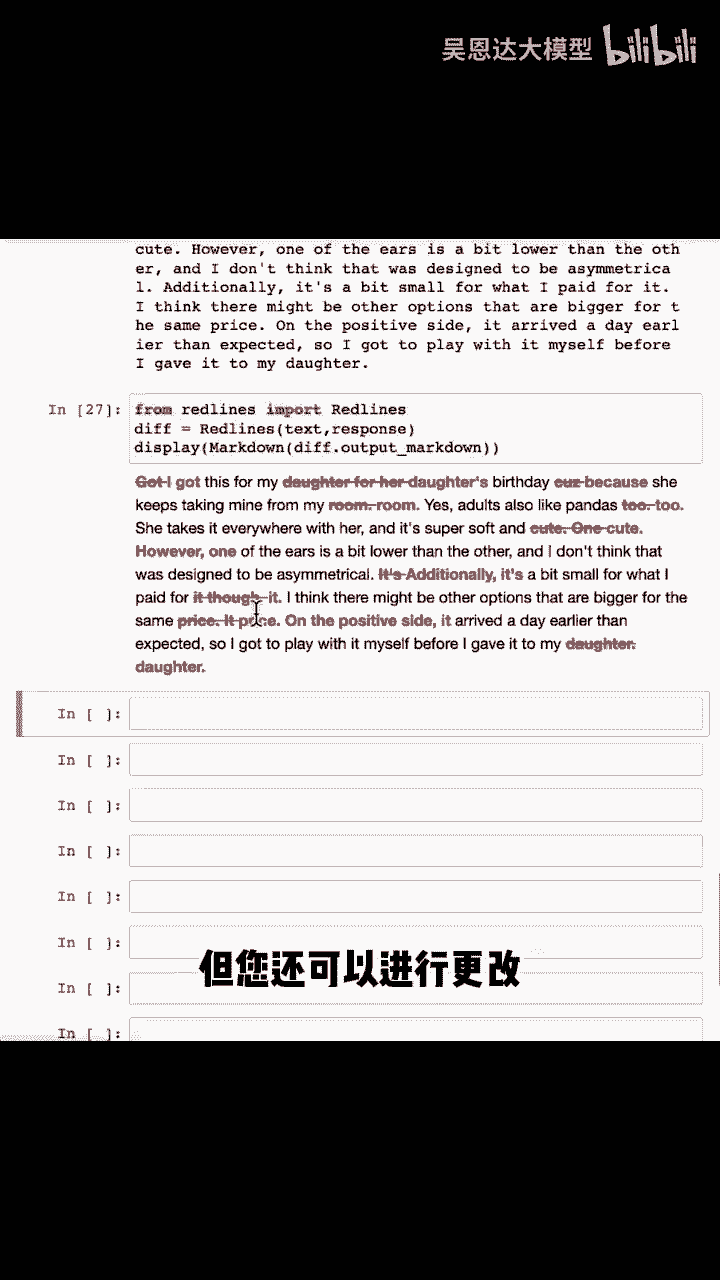 吴恩达大模型 bilibili
cute. However, one of the ears is a bit lower than the oth
er, and I don't think that was designed to be asymmetrica
l. Additionally, it's a bit small for what I paid for it.
I think there might be other options that are bigger for t
he same price. On the positive side, it arrived a day earl
ier than expected, so I got to play with it myself before
I gave it to my daughter.
In [27]: from redlines import Redlines
diff = Redlines(text,response)
display(Markdown(diff.output_markdown))
Got I got this for my daughter for her daughter's birthday cuz because she
keeps taking mine from my room. room. Yes, adults also like pandas too. too.
She takes it everywhere with her, and it's super soft and cute. One cute.
However, one of the ears is a bit lower than the other, and I don't think that
was designed to be asymmetrical. It's Additionally, it's a bit small for what I
paid for it though. it. I think there might be other options that are bigger for the
same price. It price. On the positive side, it arrived a day earlier than
expected, so I got to play with it myself before I gave it to my daughter.
daughter.
In [ ]:
In [ ]:
In [ ]:
In [ ]:
In [ ]:
In [ ]:
但您还可以进行更改
In [ ]:
In [ ]: